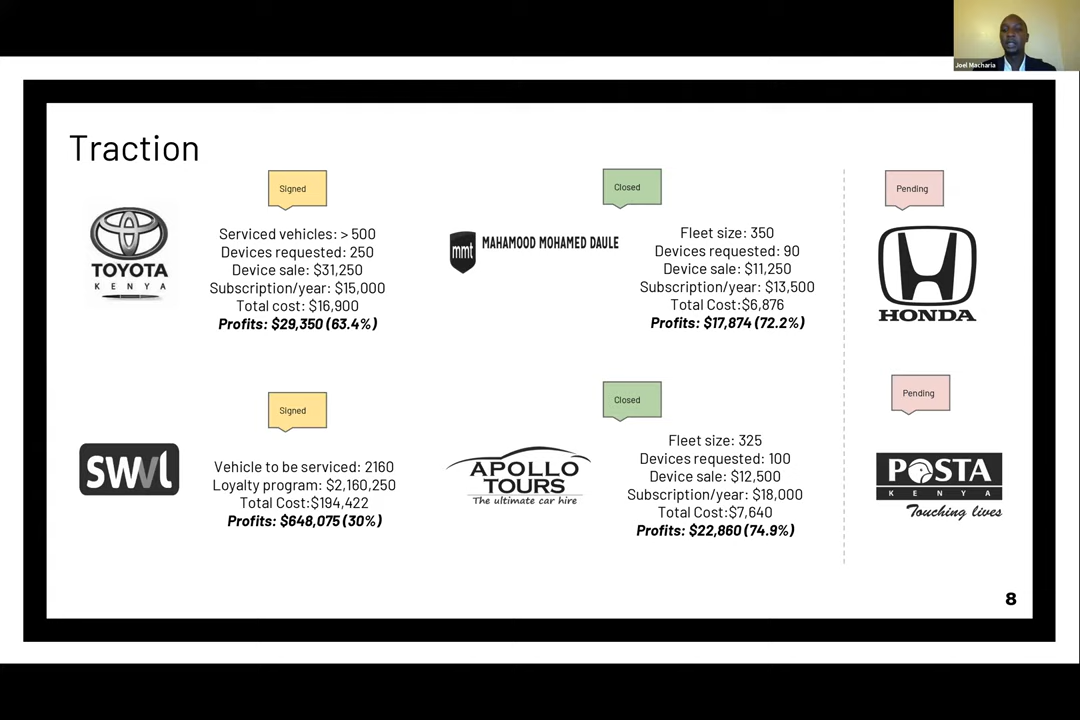 Joel Macharia
Traction
Signed
TOYOTA
KENYA
Serviced vehicles: > 500
Devices requested: 250
Device sale: $31,250
Subscription/year: $15,000
Total cost: $16,900
Profits: $29,350 (63.4%)
Closed
mmt
MAHAMOOD MOHAMED DAULE
Fleet size: 350
Devices requested: 90
Device sale: $11,250
Subscription/year: $13,500
Total Cost:$6,876
Profits: $17,874 (72.2%)
Pending
HONDA
Signed
SWVL
Vehicle to be serviced: 2160
Loyalty program: $2,160,250
Total Cost:$194,422
Profits: $648,075 (30%)
Closed
APOLLO
TOURS
The ultimate car hire
Fleet size: 325
Devices requested: 100
Device sale: $12,500
Subscription/year: $18,000
Total Cost:$7,640
Profits: $22,860 (74.9%)
Pending
POSTA
KENYA
Touching lives
8